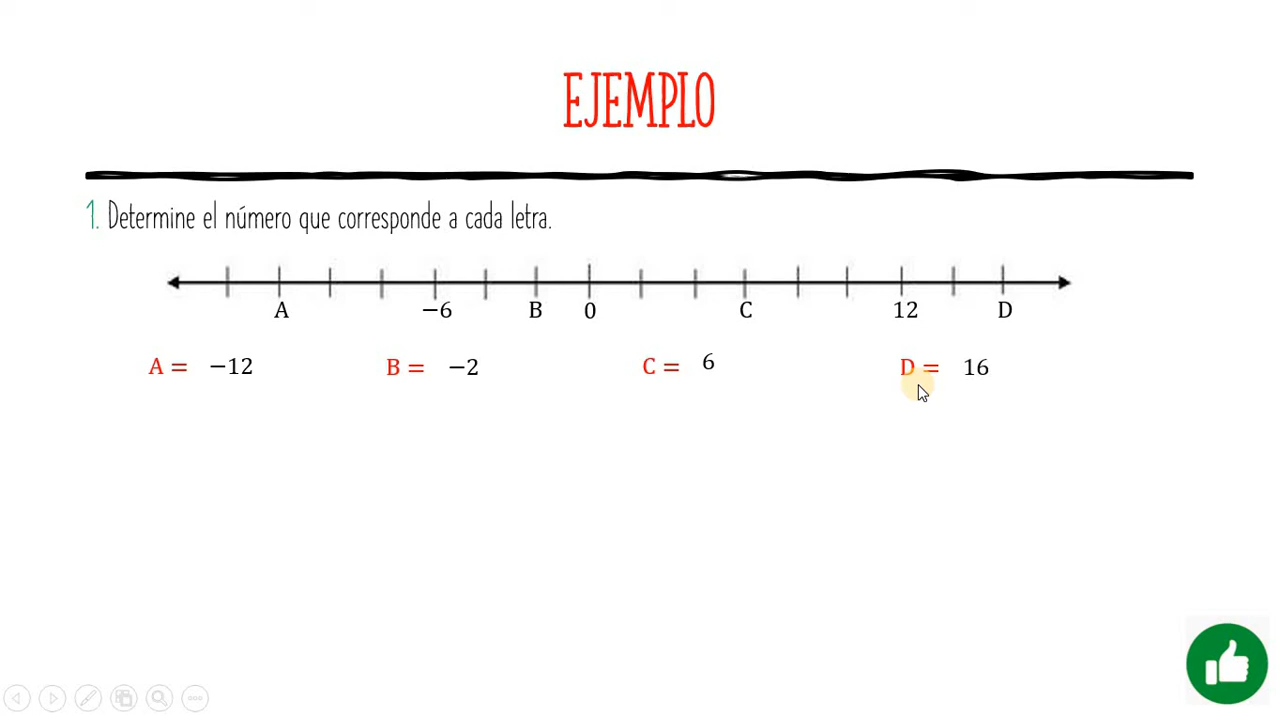 EJEMPLO
1. Determine el número que corresponde a cada letra.
A −6 B 0 C 12 D
A = −12 B = −2 C = 6 D = 16